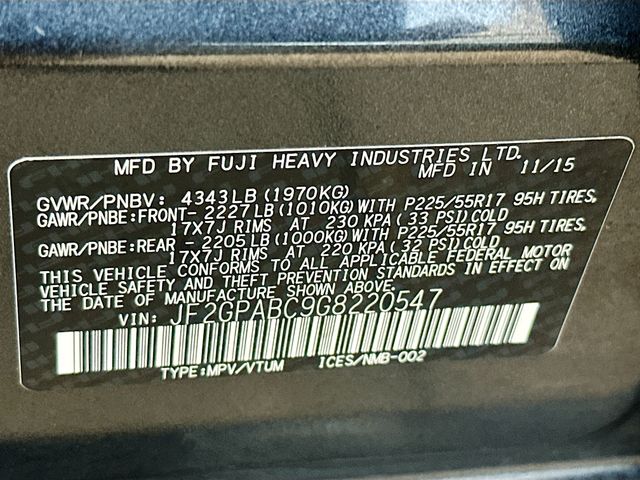 MFD BY FUJI HEAVY INDUSTRIES LTD.
MFD IN 11/15
GVWR/PNBV: 4343LB(1970KG)
GAWR/PNBE:FRONT- 2227LB(1010KG)WITH P225/55R17 95H TIRES,
17X7J RIMS AT 230 KPA(33 PSI)COLD
GAWR/PNBE:REAR - 2205LB(1000KG)WITH P225/55R17 95H TIRES,
17X7J RIMS AT 220 KPA(32 PSI)COLD
THIS VEHICLE CONFORMS TO ALL APPLICABLE FEDERAL MOTOR
VEHICLE SAFETY AND THEFT PREVENTION STANDARDS IN EFFECT ON
THE DATE OF MANUFACTURE SHOWN ABOVE.
VIN: JF2GPABC9G8220547
TYPE:MPV/VTUM ICES/NMB-002